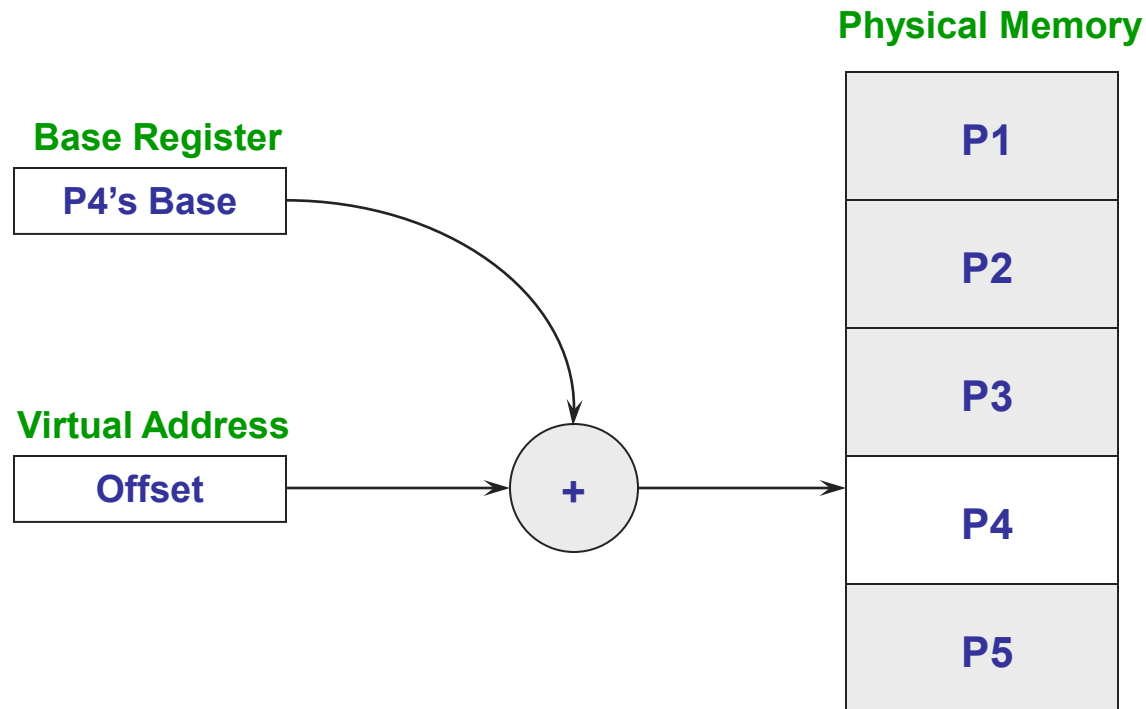 Physical Memory
Base Register
P4’s Base
Virtual Address
Offset
+
P1
P2
P3
P4
P5